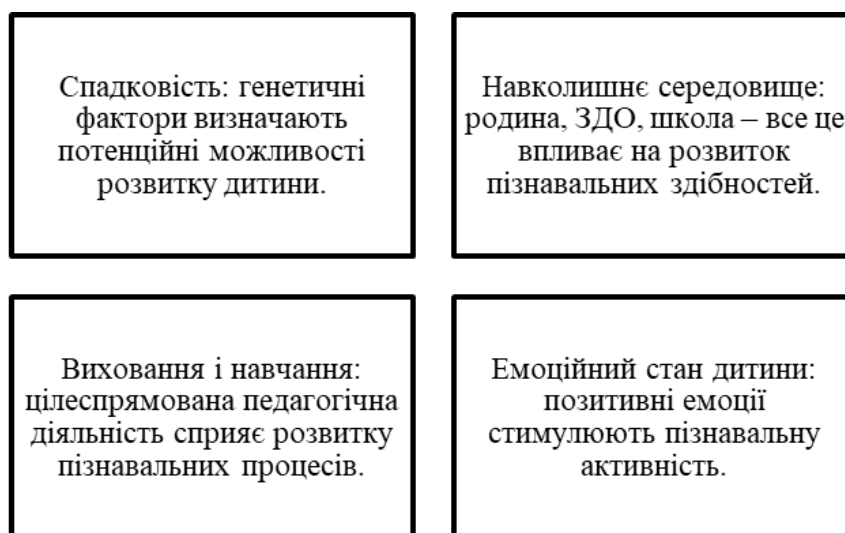 Спадковість: генетичні
фактори визначають
потенційні можливості
розвитку дитини.
Навколишнє середовище:
родина, ЗДО, школа – все це
впливає на розвиток
пізнавальних здібностей.
Виховання і навчання:
цілеспрямована педагогічна
діяльність сприяє розвитку
пізнавальних процесів.
Емоційний стан дитини:
позитивні емоції
стимулюють пізнавальну
активність.